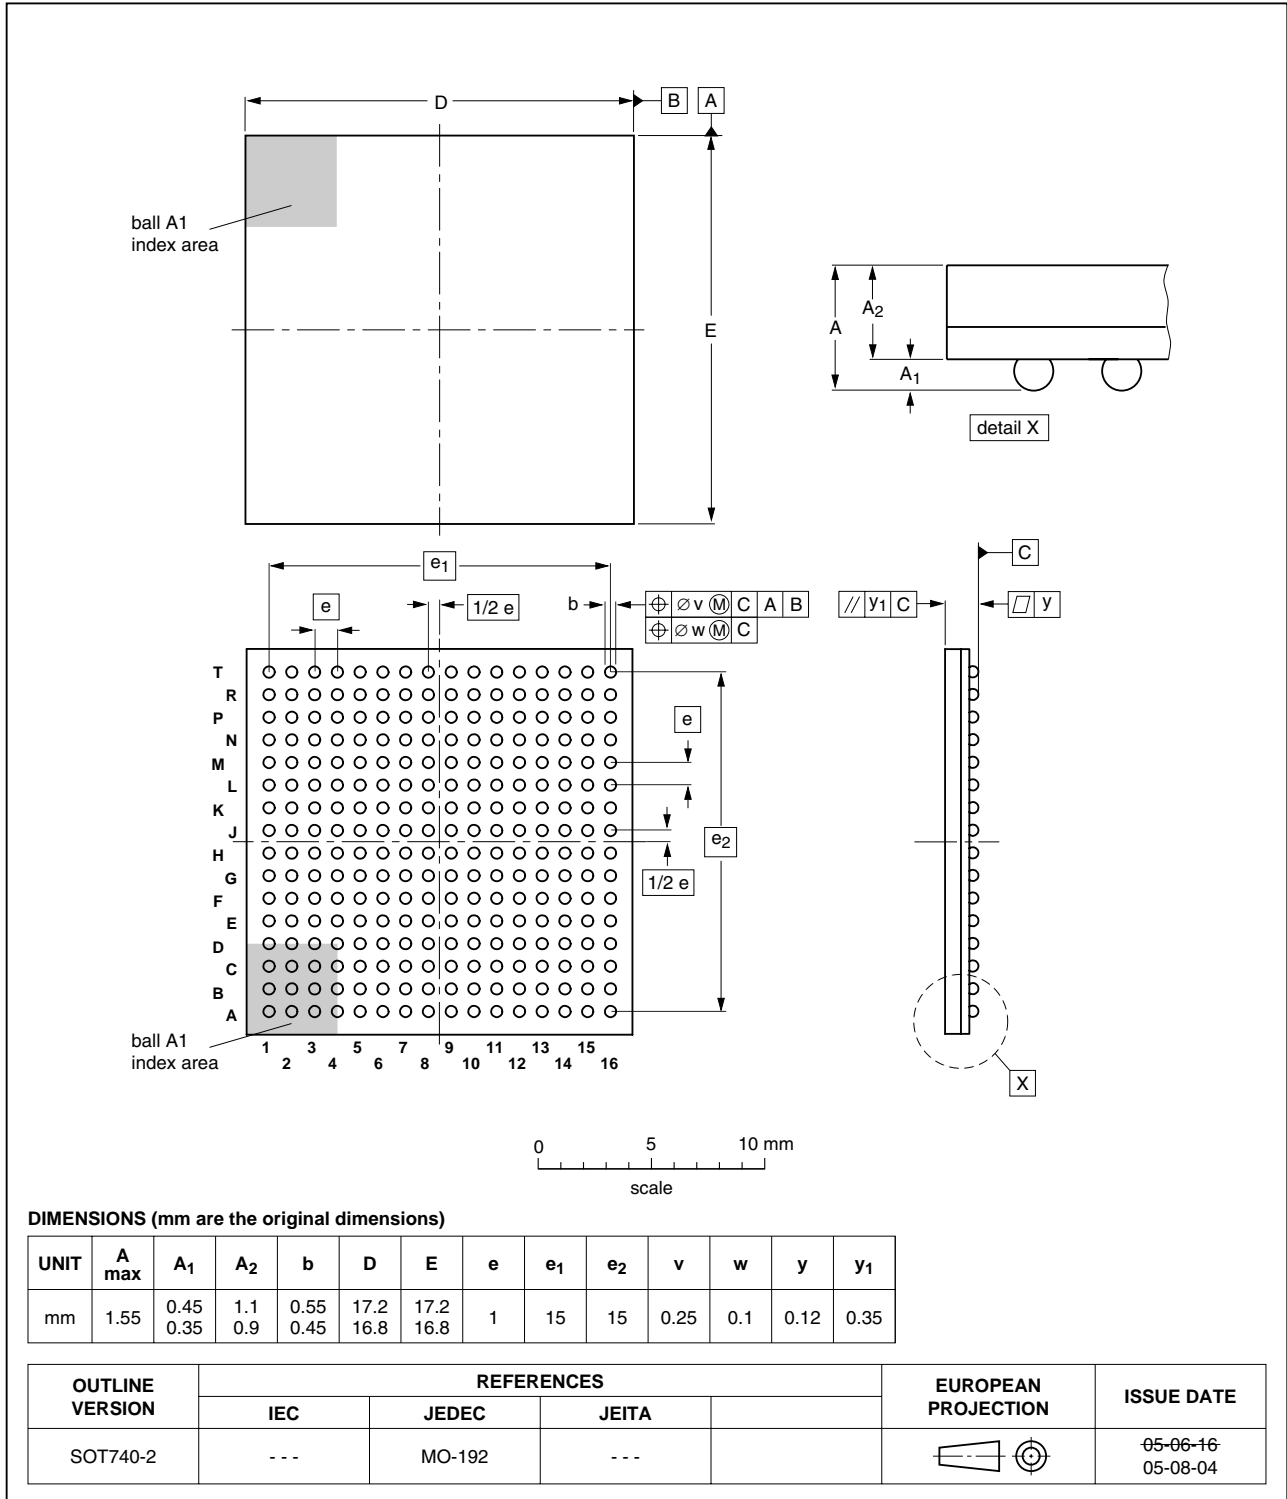 D
B
A
ball A1
index area
E
A
A2
A1
detail X
e1
C
e
1/2 e
b
⌖ ⌀ v Ⓜ C A B
⌖ ⌀ w Ⓜ C
// y1 C
⏥ y
T
R
P
N
M
L
K
J
H
G
F
E
D
C
B
A
e
e2
1/2 e
ball A1
index area
1 3 5 7 9 11 13 15
2 4 6 8 10 12 14 16
X
0 5 10 mm
scale
DIMENSIONS (mm are the original dimensions)
UNIT A max A1 A2 b D E e e1 e2 v w y y1
mm 1.55 0.45 0.35 1.1 0.9 0.55 0.45 17.2 16.8 17.2 16.8 1 15 15 0.25 0.1 0.12 0.35
OUTLINE VERSION REFERENCES EUROPEAN PROJECTION ISSUE DATE
IEC JEDEC JEITA
SOT740-2 - - - MO-192 - - - 05-06-16
05-08-04